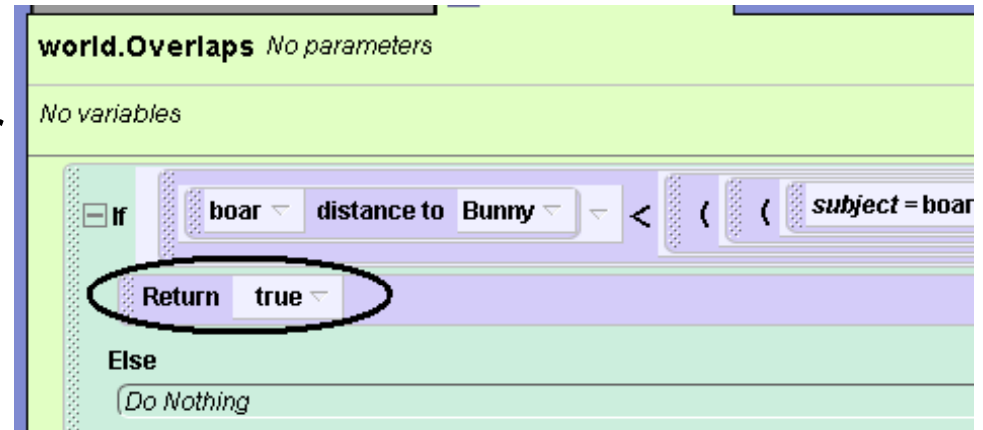 world.Overlaps No parameters
No variables
If boar distance to Bunny < ( ( subject = boar
Return true
Else
Do Nothing